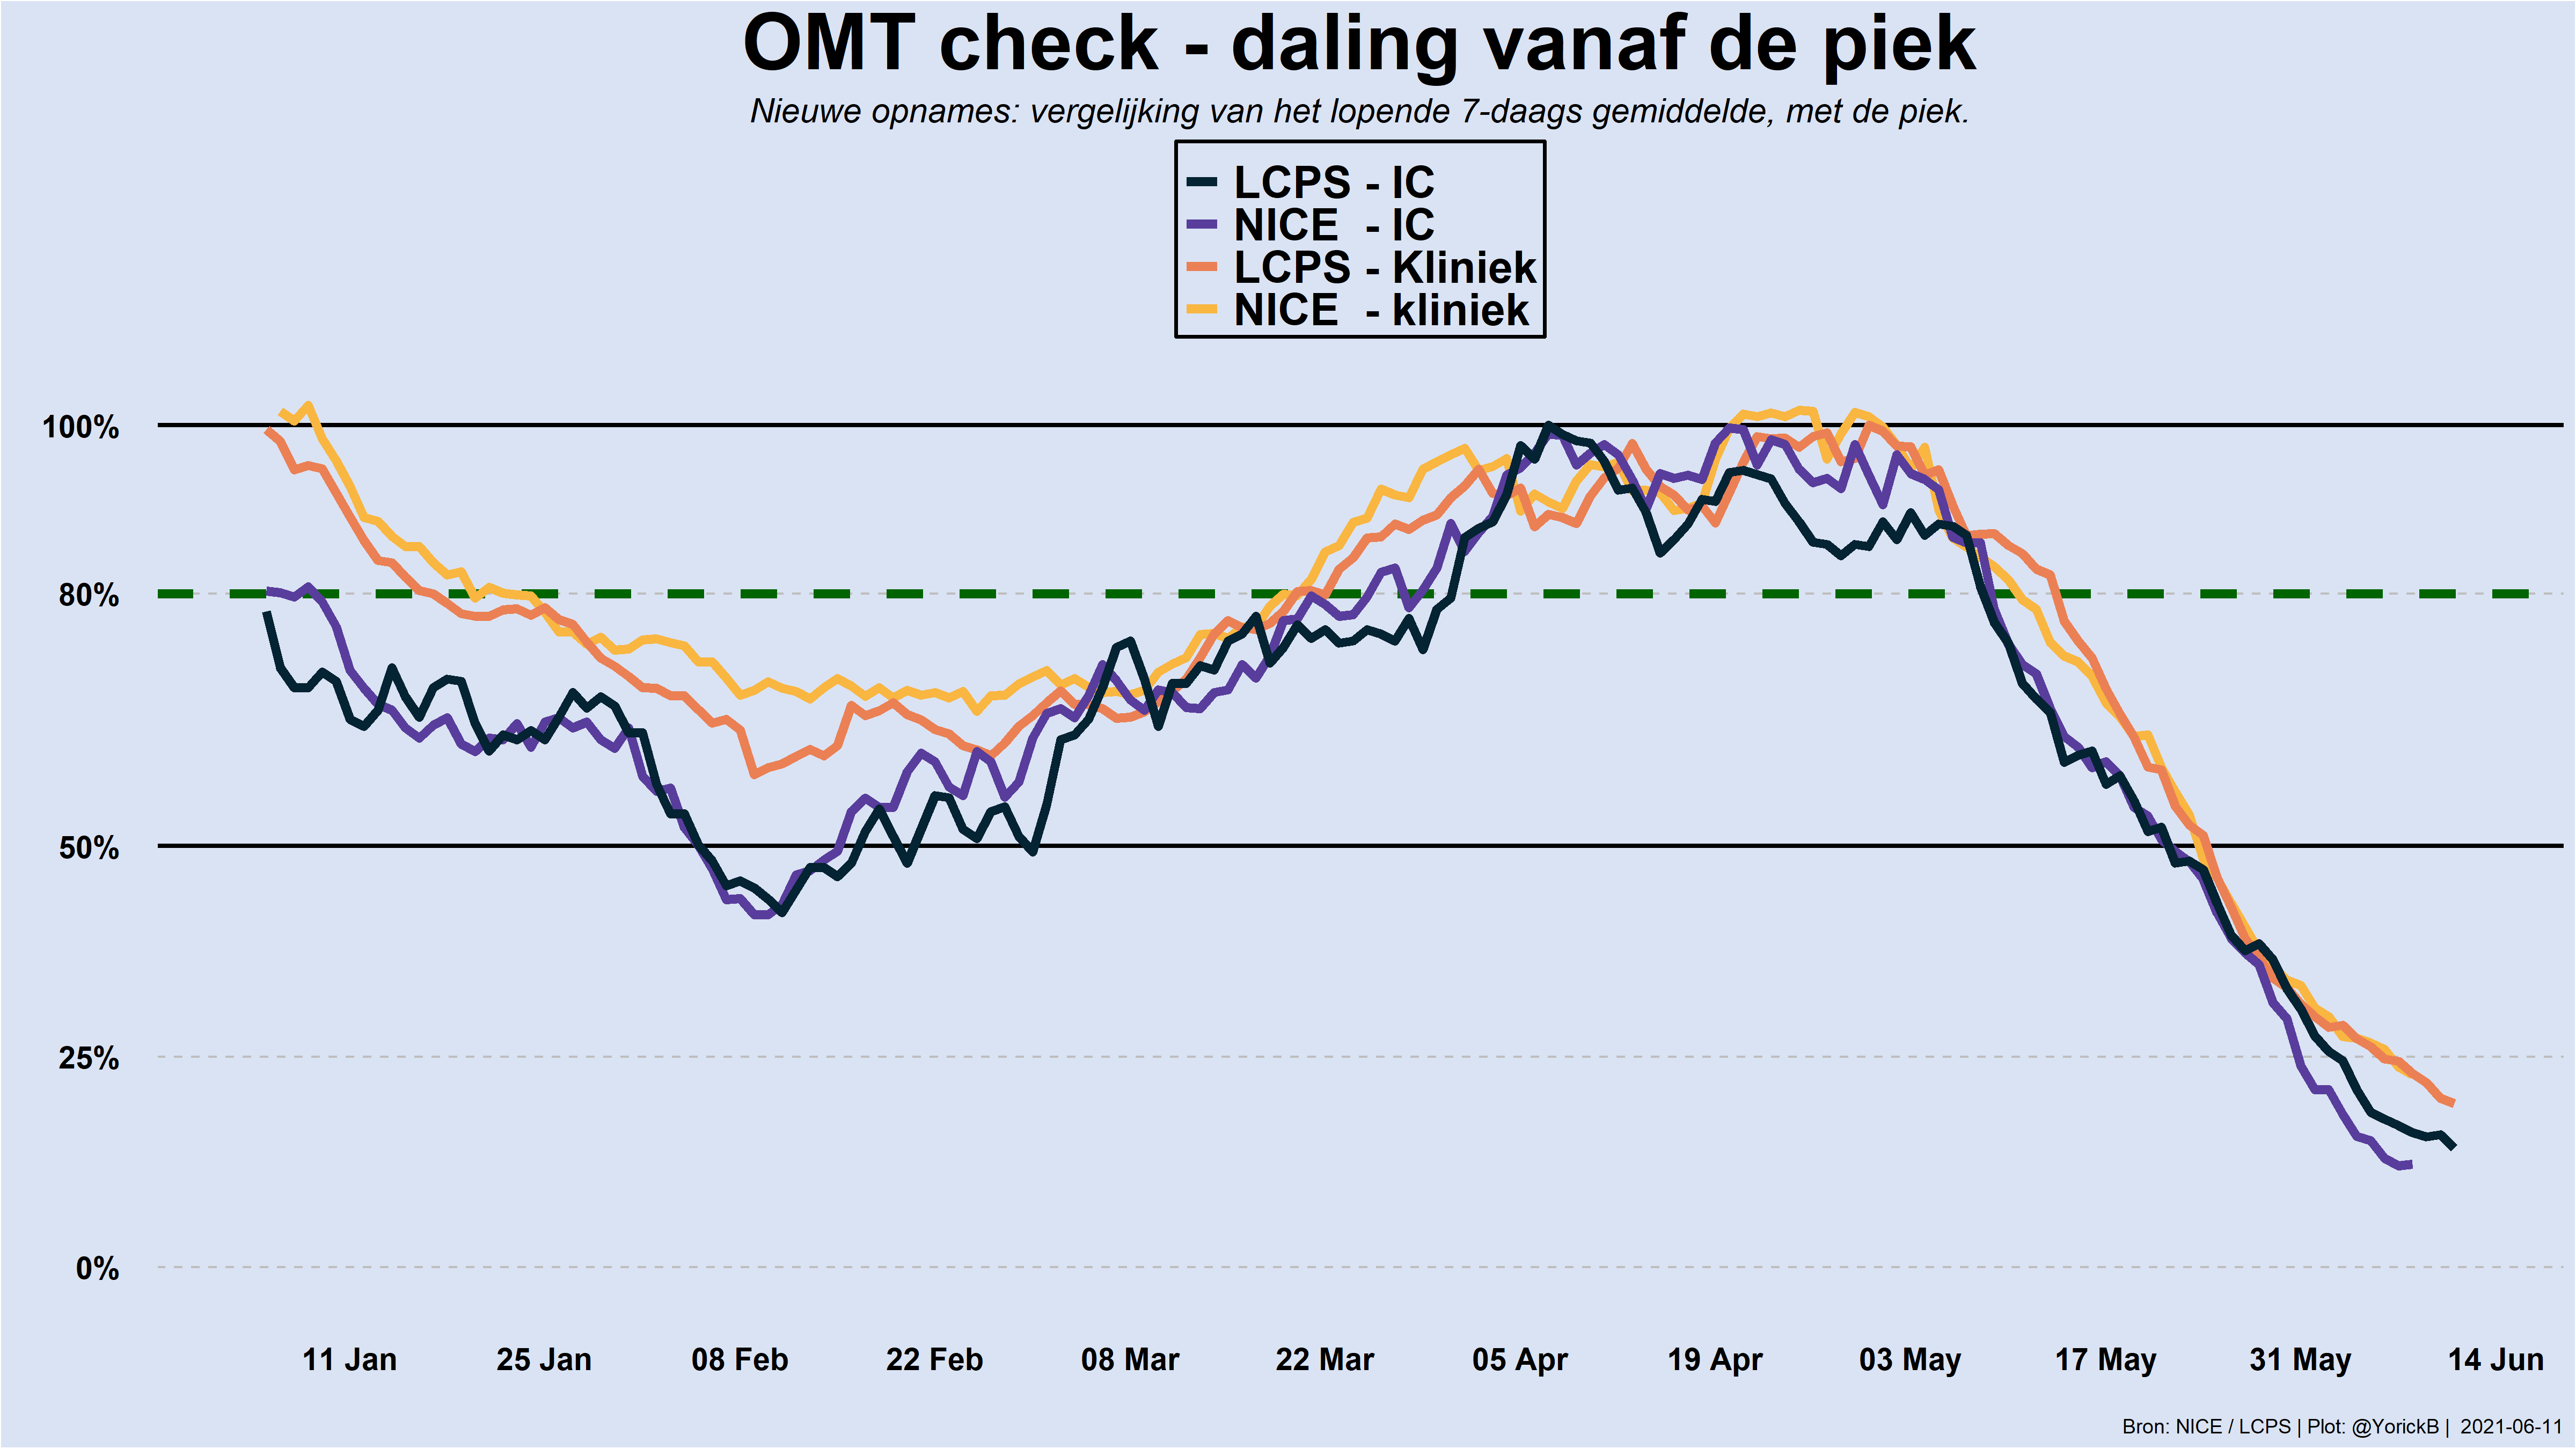 OMT check - daling vanaf de piek
Nieuwe opnames: vergelijking van het lopende 7-daags gemiddelde, met de piek.
LCPS - IC
NICE - IC
LCPS - Kliniek
NICE - kliniek
100%
80%
50%
25%
0%
11 Jan 25 Jan 08 Feb 22 Feb 08 Mar 22 Mar 05 Apr 19 Apr 03 May 17 May 31 May 14 Jun
Bron: NICE / LCPS | Plot: @YorickB | 2021-06-11